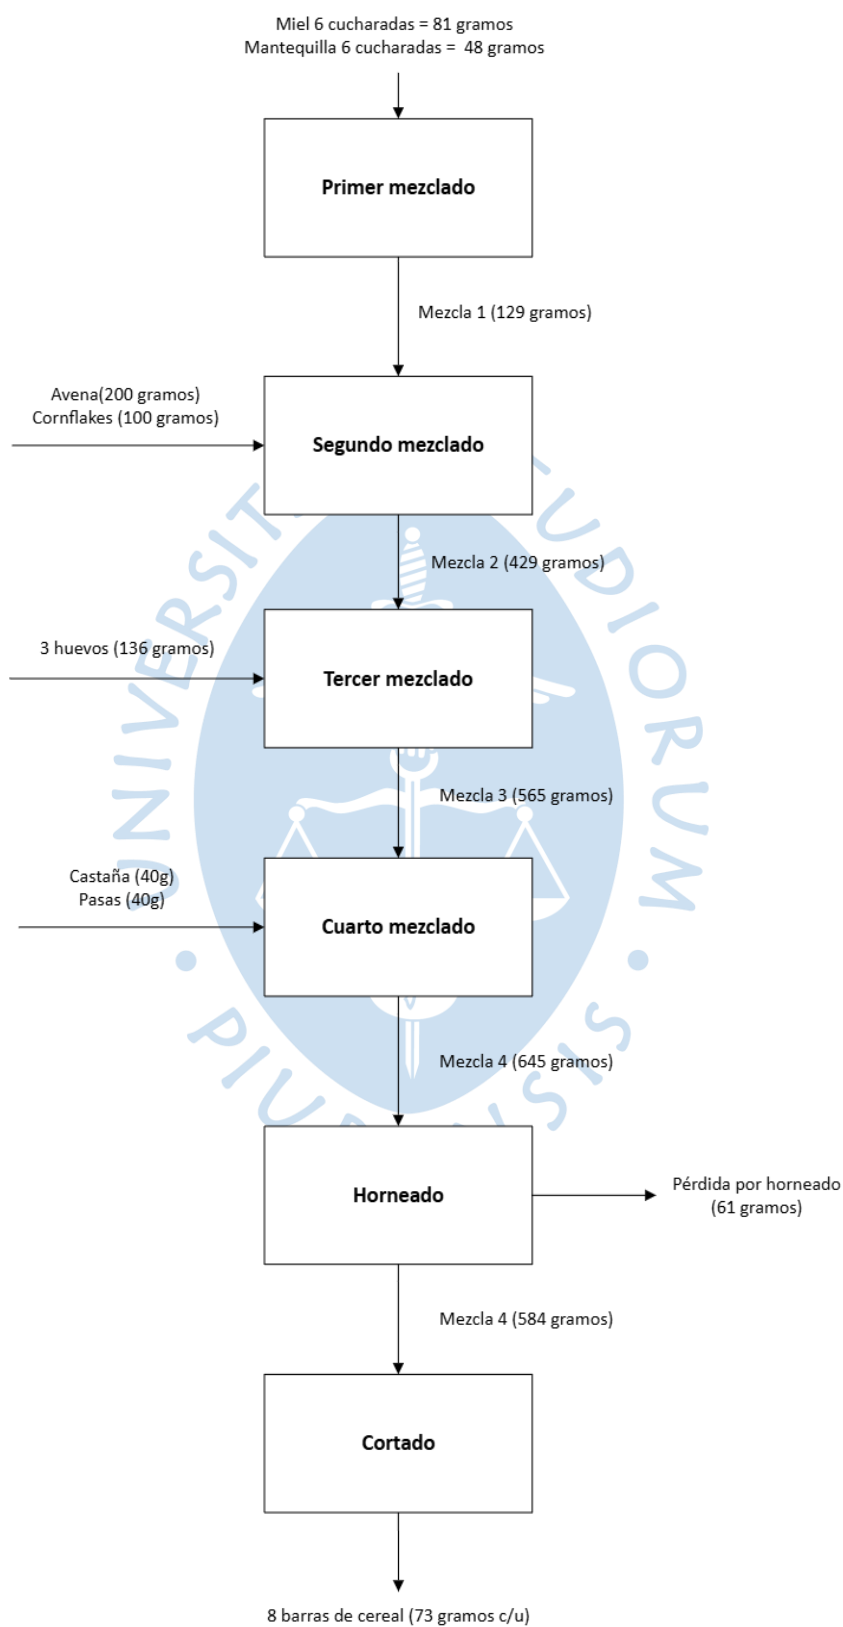 Miel 6 cucharadas = 81 gramos
Mantequilla 6 cucharadas = 48 gramos
Primer mezclado
Mezcla 1 (129 gramos)
Avena(200 gramos)
Cornflakes (100 gramos)
Segundo mezclado
Mezcla 2 (429 gramos)
3 huevos (136 gramos)
Tercer mezclado
Mezcla 3 (565 gramos)
Castaña (40g)
Pasas (40g)
Cuarto mezclado
Mezcla 4 (645 gramos)
Horneado
Pérdida por horneado
(61 gramos)
Mezcla 4 (584 gramos)
Cortado
8 barras de cereal (73 gramos c/u)